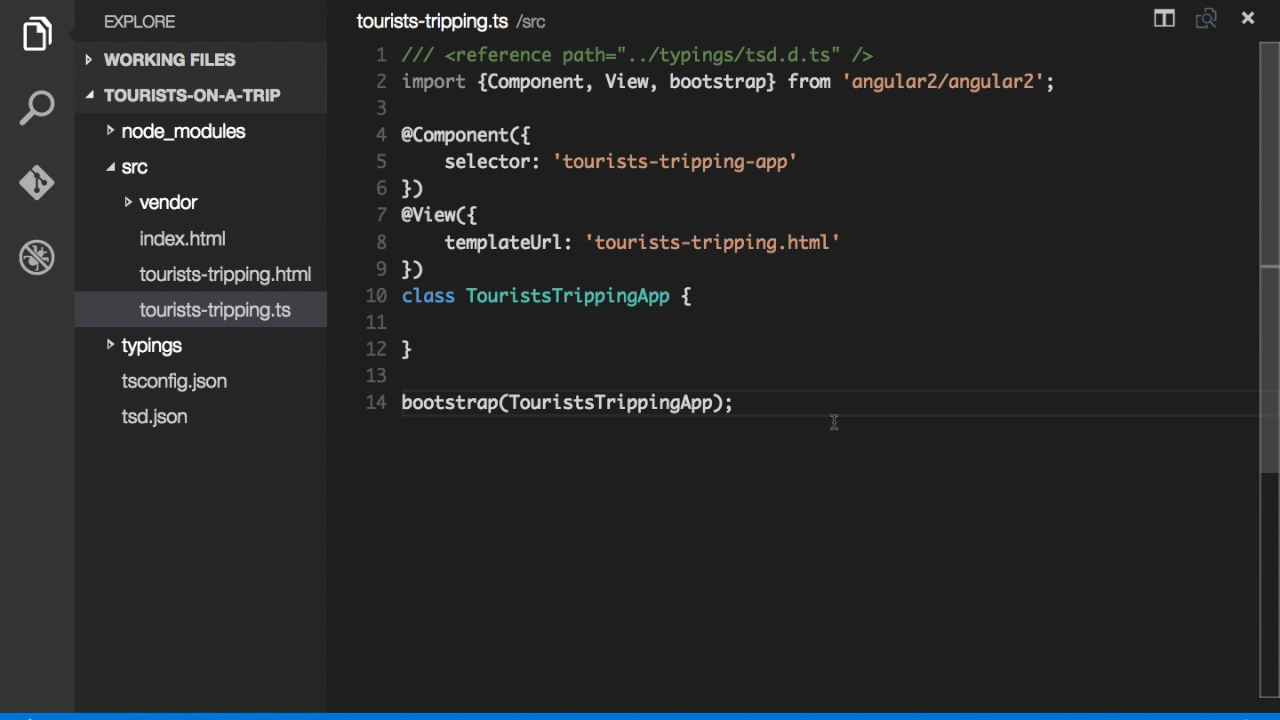 EXPLORE
WORKING FILES
TOURISTS-ON-A-TRIP
node_modules
src
vendor
index.html
tourists-tripping.html
tourists-tripping.ts
typings
tsconfig.json
tsd.json
tourists-tripping.ts /src
1 /// <reference path="../typings/tsd.d.ts" />
2 import {Component, View, bootstrap} from 'angular2/angular2';
3
4 @Component({
5     selector: 'tourists-tripping-app'
6 })
7 @View({
8     templateUrl: 'tourists-tripping.html'
9 })
10 class TouristsTrippingApp {
11
12 }
13
14 bootstrap(TouristsTrippingApp);